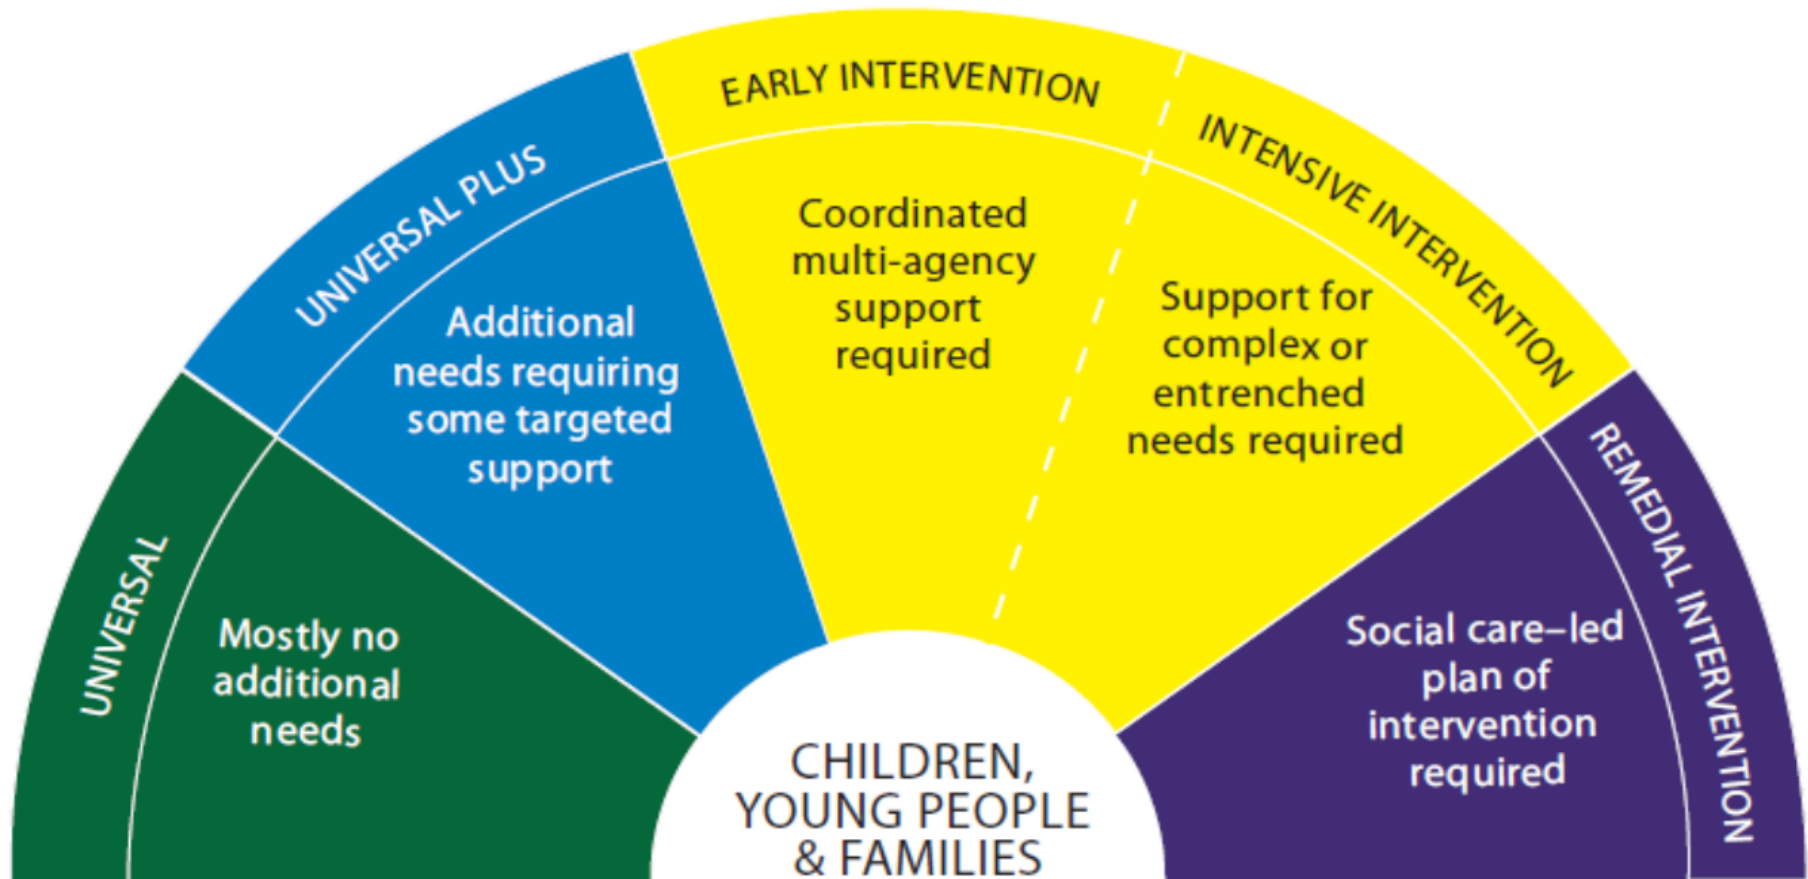 UNIVERSAL
Mostly no
additional
needs
UNIVERSAL PLUS
Additional
needs requiring
some targeted
support
EARLY INTERVENTION
Coordinated
multi-agency
support
required
INTENSIVE INTERVENTION
Support for
complex or
entrenched
needs required
REMEDIAL INTERVENTION
Social care–led
plan of
intervention
required
CHILDREN,
YOUNG PEOPLE
& FAMILIES